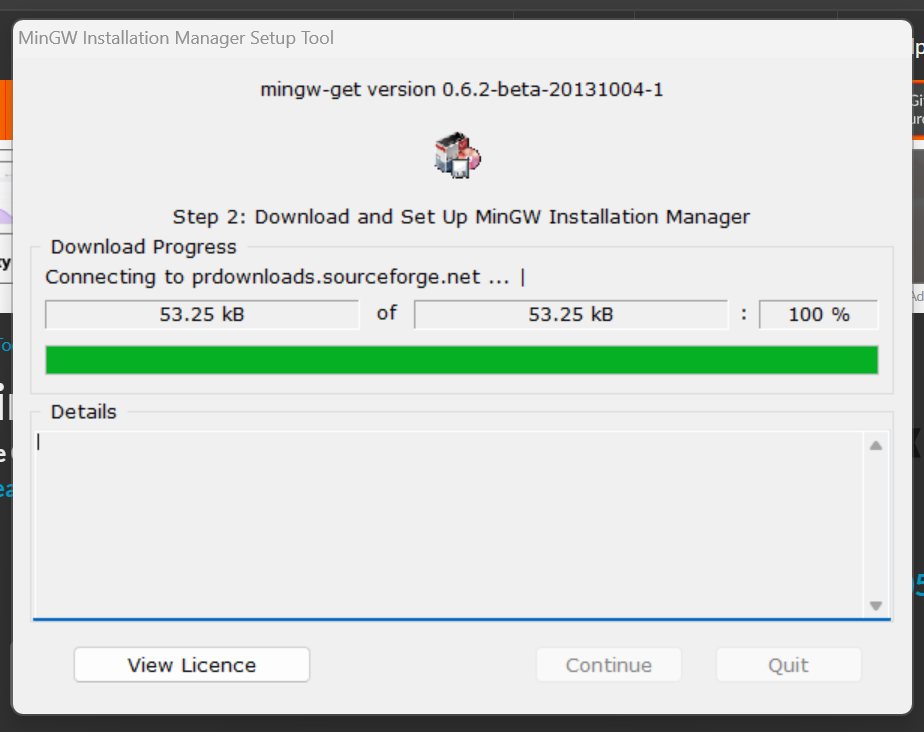 MinGW Installation Manager Setup Tool
mingw-get version 0.6.2-beta-20131004-1
Step 2: Download and Set Up MinGW Installation Manager
Download Progress
Connecting to prdownloads.sourceforge.net ... |
53.25 kB of 53.25 kB : 100 %
Details
View Licence Continue Quit